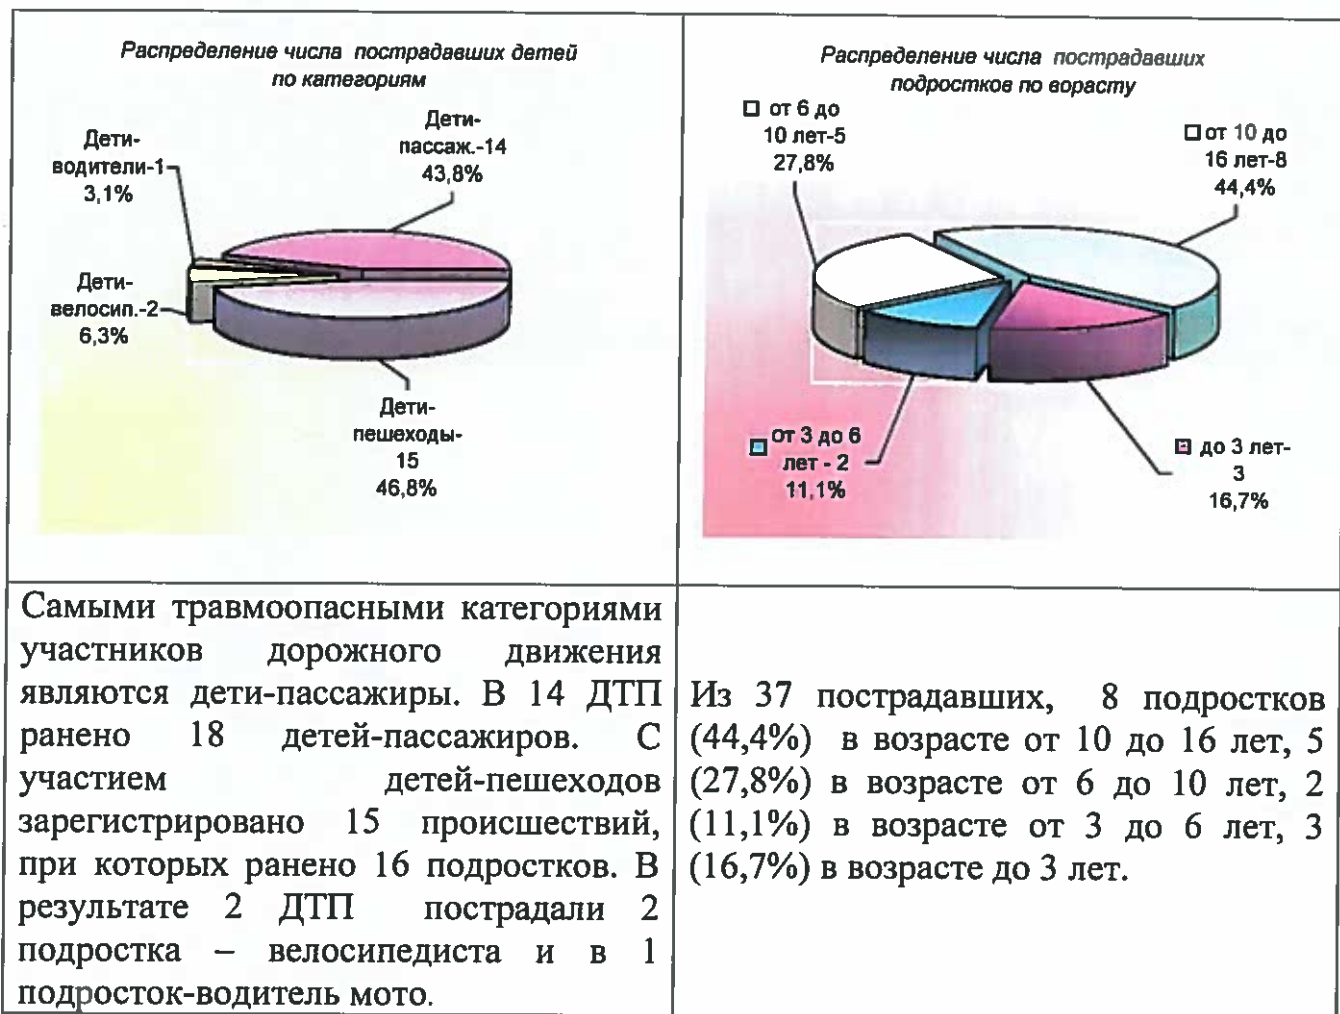 Распределение числа пострадавших детей
по категориям
Дети-
водители-1
3,1%
Дети-
пассаж.-14
43,8%
Дети-
велосип.-2
6,3%
Дети-
пешеходы-
15
46,8%
Распределение числа пострадавших
подростков по ворасту
от 6 до
10 лет-5
27,8%
от 10 до
16 лет-8
44,4%
от 3 до 6
лет - 2
11,1%
до 3 лет-
3
16,7%
Самыми травмоопасными категориями
участников дорожного движения
являются дети-пассажиры. В 14 ДТП
ранено 18 детей-пассажиров. С
участием детей-пешеходов
зарегистрировано 15 происшествий,
при которых ранено 16 подростков. В
результате 2 ДТП пострадали 2
подростка – велосипедиста и в 1
подросток-водитель мото.
Из 37 пострадавших, 8 подростков
(44,4%) в возрасте от 10 до 16 лет, 5
(27,8%) в возрасте от 6 до 10 лет, 2
(11,1%) в возрасте от 3 до 6 лет, 3
(16,7%) в возрасте до 3 лет.